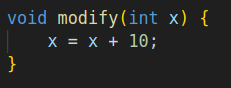 void modify(int x) {
    x = x + 10;
}